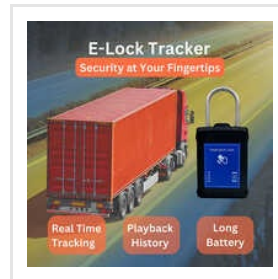 E-Lock Tracker
Security at Your Fingertips
Real Time
Tracking
Playback
History
Long
Battery